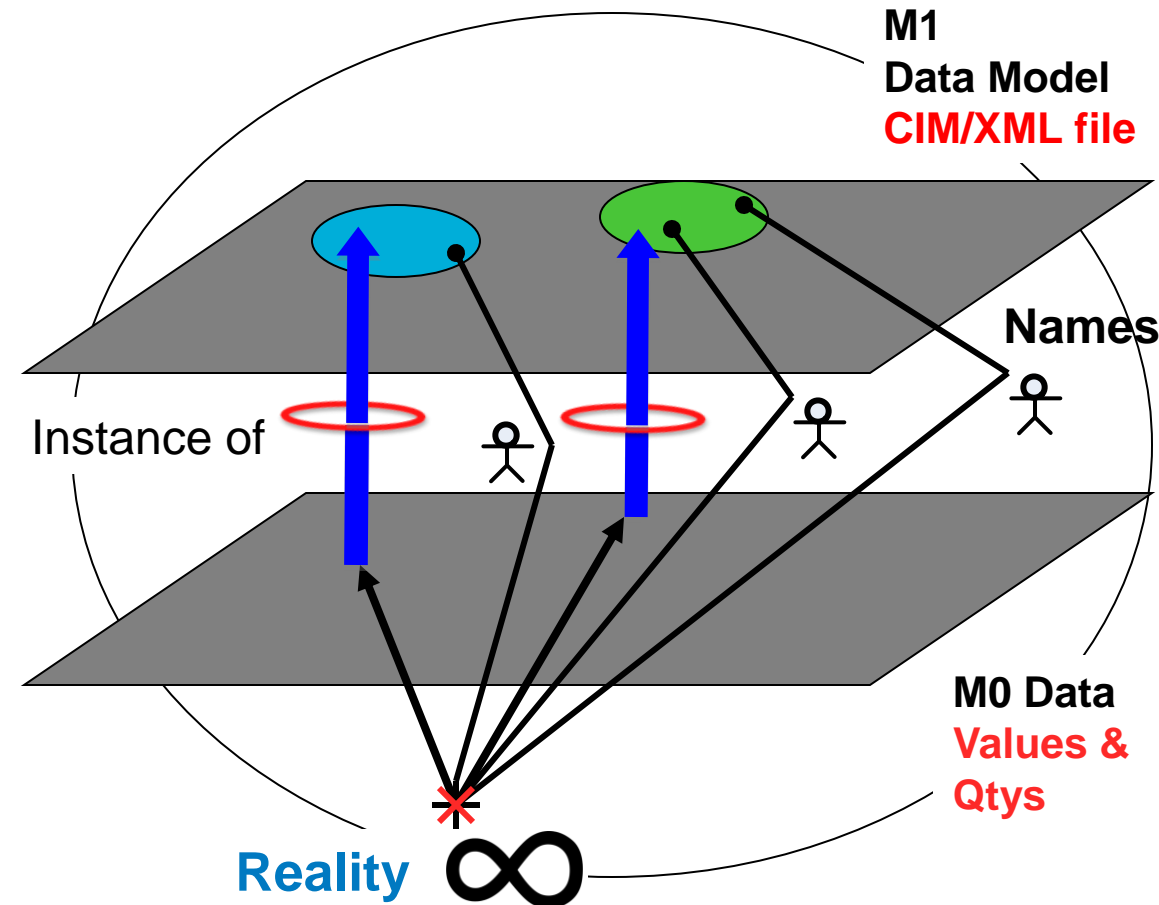 M1
Data Model
CIM/XML file
Names
Instance of
M0 Data
Values &
Qtys
Reality